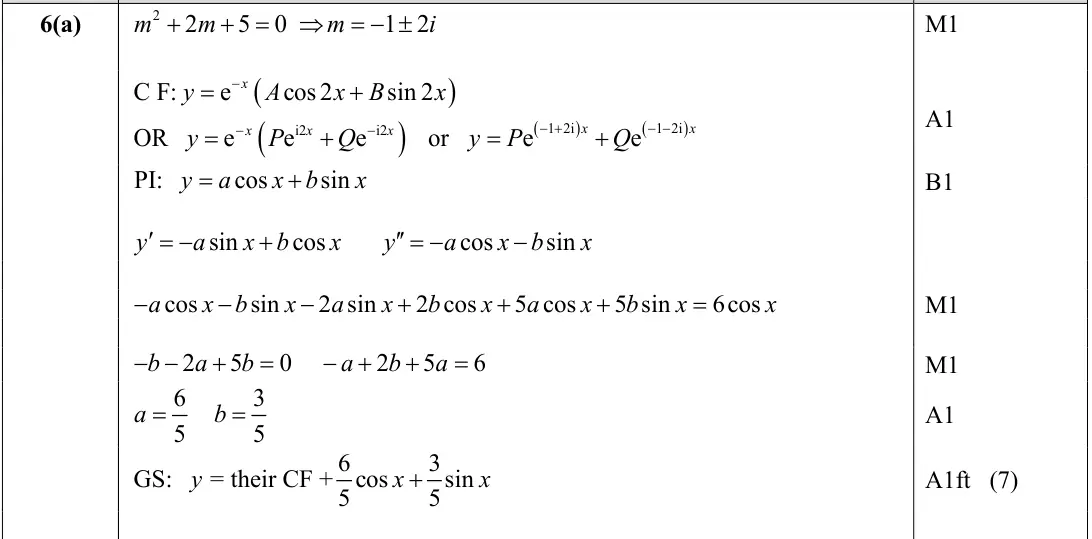 6(a) m² + 2m + 5 = 0 ⇒ m = −1 ± 2i M1
C F: y = e⁻ˣ (A cos 2x + B sin 2x)
OR y = e⁻ˣ (Pe^(i2x) + Qe^(−i2x)) or y = Pe^((−1+2i)x) + Qe^((−1−2i)x) A1
PI: y = a cos x + b sin x B1
y′ = −a sin x + b cos x y″ = −a cos x − b sin x
−a cos x − b sin x − 2a sin x + 2b cos x + 5a cos x + 5b sin x = 6 cos x M1
−b − 2a + 5b = 0 −a + 2b + 5a = 6 M1
a = 6/5 b = 3/5 A1
GS: y = their CF + 6/5 cos x + 3/5 sin x A1ft (7)